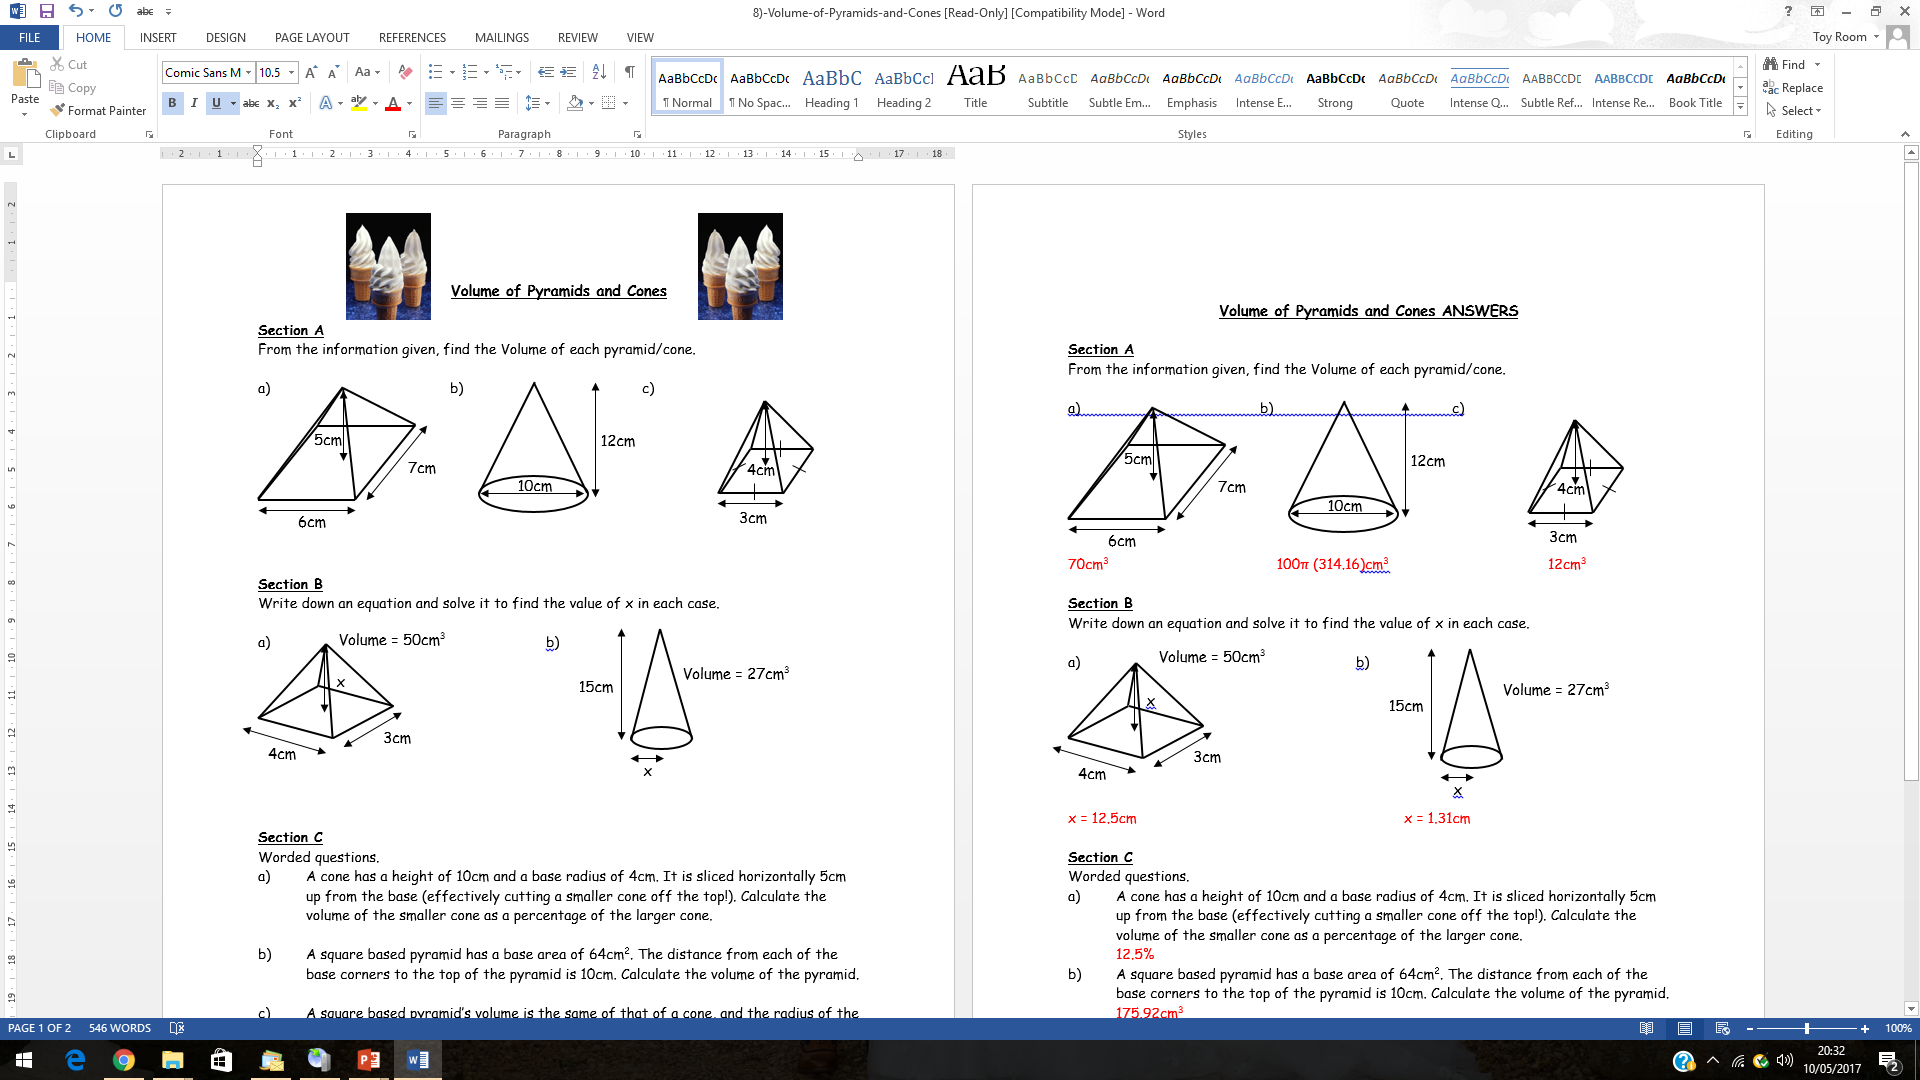 8)-Volume-of-Pyramids-and-Cones [Read-Only] [Compatibility Mode] - Word
FILE HOME INSERT DESIGN PAGE LAYOUT REFERENCES MAILINGS REVIEW VIEW Toy Room
Paste Cut Copy Format Painter Clipboard
Comic Sans M 10.5 Font
Paragraph
¶ Normal ¶ No Spac... Heading 1 Heading 2 Title Subtitle Subtle Em... Emphasis Intense E... Strong Quote Intense Q... Subtle Ref... Intense Re... Book Title
Styles
Find Replace Select Editing
Volume of Pyramids and Cones
Section A
From the information given, find the Volume of each pyramid/cone.
a) b) c)
5cm 7cm 6cm
12cm 10cm
4cm 3cm
Section B
Write down an equation and solve it to find the value of x in each case.
a) Volume = 50cm³ b)
x 4cm 3cm
15cm Volume = 27cm³ x
Section C
Worded questions.
a) A cone has a height of 10cm and a base radius of 4cm. It is sliced horizontally 5cm
up from the base (effectively cutting a smaller cone off the top!). Calculate the
volume of the smaller cone as a percentage of the larger cone.
b) A square based pyramid has a base area of 64cm². The distance from each of the
base corners to the top of the pyramid is 10cm. Calculate the volume of the pyramid.
c) A square based pyramid's volume is the same of that of a cone, and the radius of the
Volume of Pyramids and Cones ANSWERS
Section A
From the information given, find the Volume of each pyramid/cone.
a) b) c)
5cm 7cm 6cm
12cm 10cm
4cm 3cm
70cm³ 100π (314.16)cm³ 12cm³
Section B
Write down an equation and solve it to find the value of x in each case.
a) Volume = 50cm³ b)
x 4cm 3cm
15cm Volume = 27cm³ x
x = 12.5cm x = 1.31cm
Section C
Worded questions.
a) A cone has a height of 10cm and a base radius of 4cm. It is sliced horizontally 5cm
up from the base (effectively cutting a smaller cone off the top!). Calculate the
volume of the smaller cone as a percentage of the larger cone.
12.5%
b) A square based pyramid has a base area of 64cm². The distance from each of the
base corners to the top of the pyramid is 10cm. Calculate the volume of the pyramid.
175.92cm³
PAGE 1 OF 2 546 WORDS 100%
20:32
10/05/2017